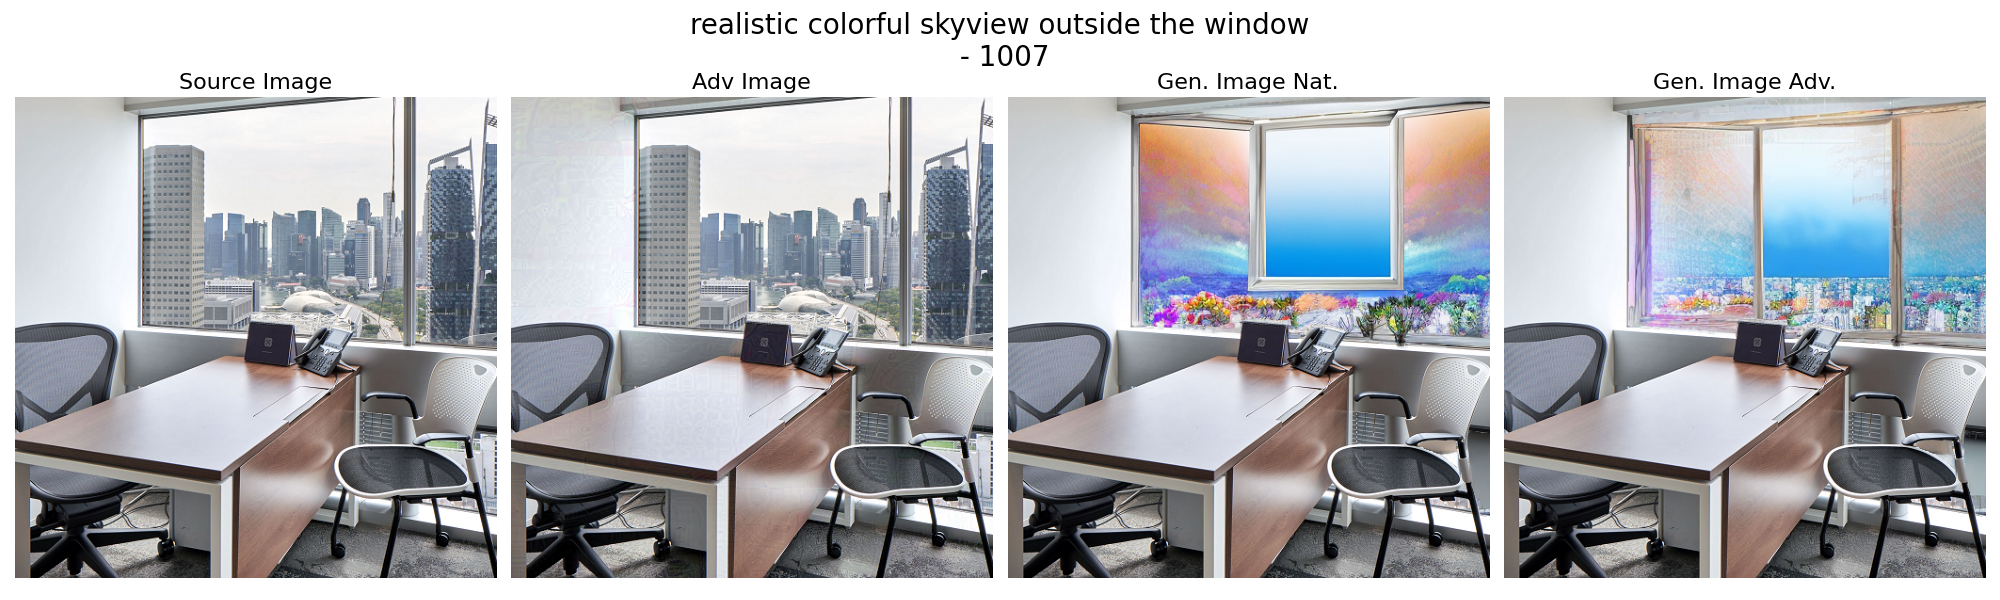 realistic colorful skyview outside the window
- 1007
Source Image
Adv Image
Gen. Image Nat.
Gen. Image Adv.